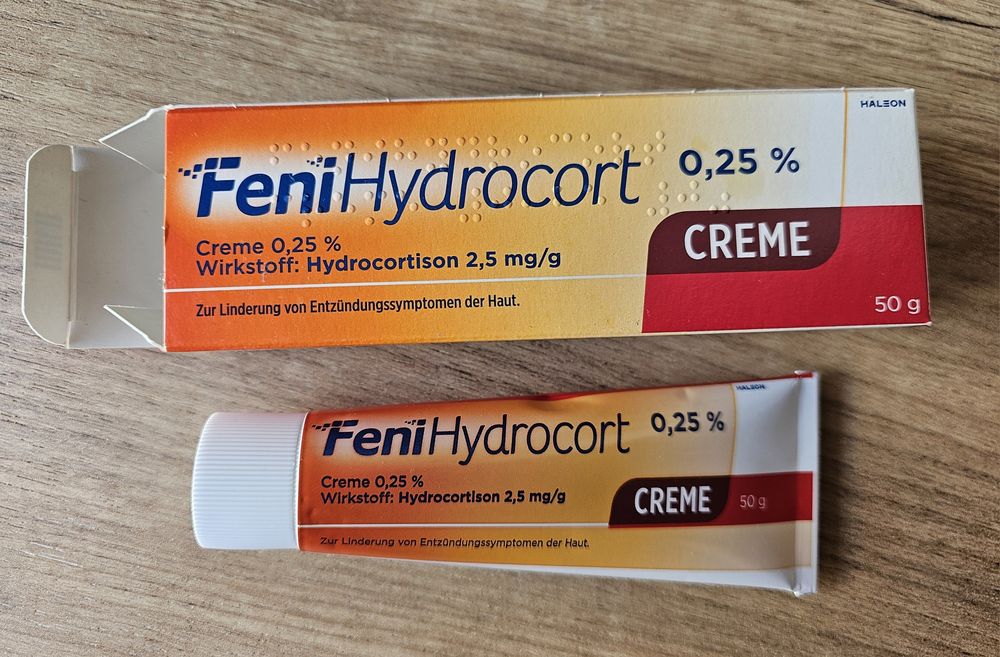 HALEON
FeniHydrocort 0,25 %
Creme 0,25 %
Wirkstoff: Hydrocortison 2,5 mg/g
CREME
Zur Linderung von Entzündungssymptomen der Haut.
50 g
HALEON
FeniHydrocort 0,25 %
Creme 0,25 %
Wirkstoff: Hydrocortison 2,5 mg/g
CREME 50 g
Zur Linderung von Entzündungssymptomen der Haut.